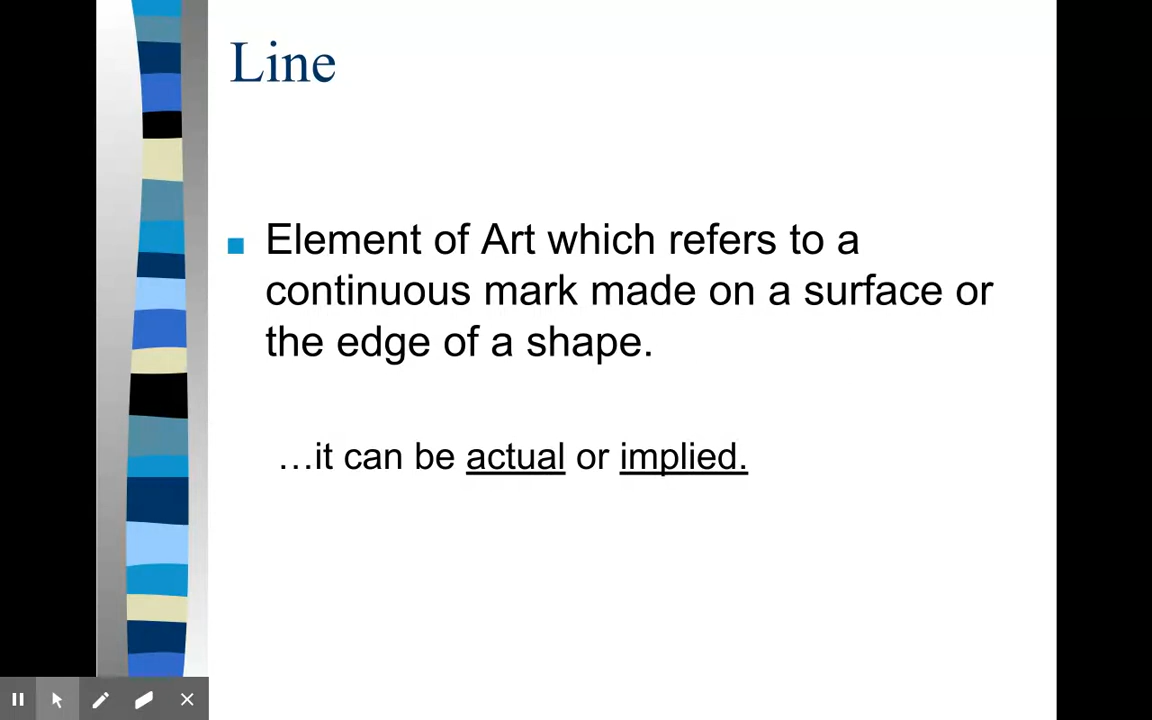 Line
Element of Art which refers to a
continuous mark made on a surface or
the edge of a shape.
…it can be actual or implied.